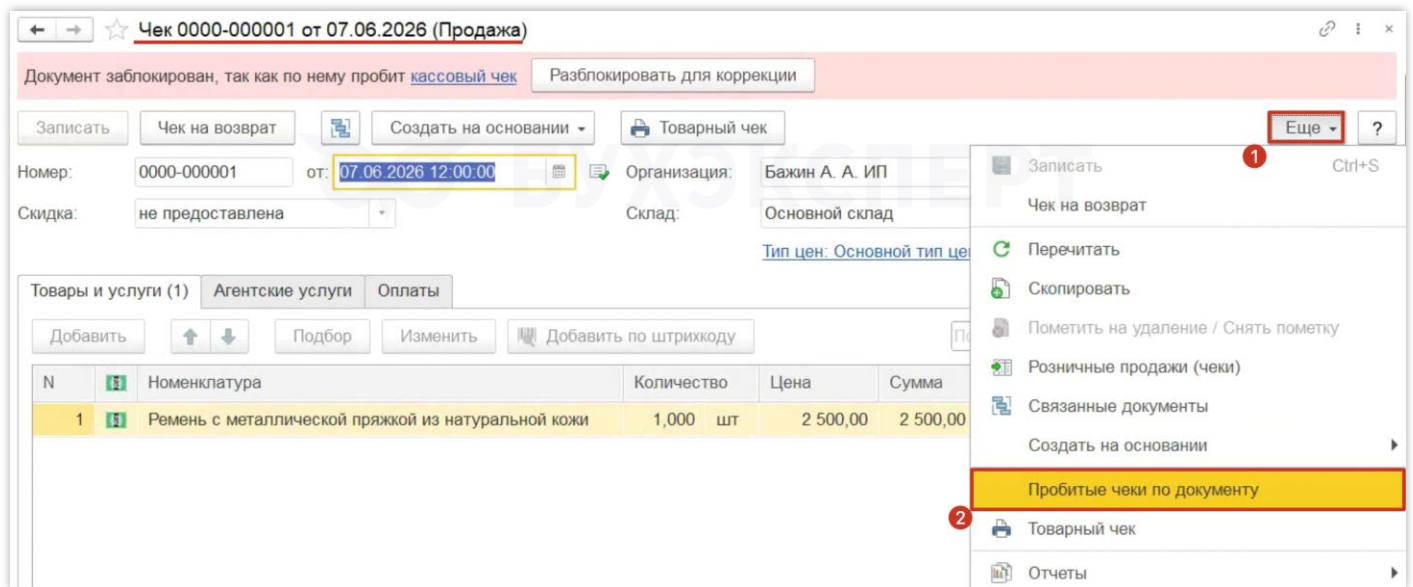 Чек 0000-000001 от 07.06.2026 (Продажа)
Документ заблокирован, так как по нему пробит кассовый чек Разблокировать для коррекции
Записать Чек на возврат Создать на основании Товарный чек Еще ?
1
Номер: 0000-000001 от: 07.06.2026 12:00:00 Организация: Бажин А. А. ИП
Скидка: не предоставлена Склад: Основной склад
Тип цен: Основной тип це
БУХЭКСПЕРТ
Товары и услуги (1) Агентские услуги Оплаты
Добавить Подбор Изменить Добавить по штрихкоду
N Номенклатура Количество Цена Сумма
1 Ремень с металлической пряжкой из натуральной кожи 1,000 шт 2 500,00 2 500,00
Записать Ctrl+S
Чек на возврат
Перечитать
Скопировать
Пометить на удаление / Снять пометку
Розничные продажи (чеки)
Связанные документы
Создать на основании
Пробитые чеки по документу
2
Товарный чек
Отчеты